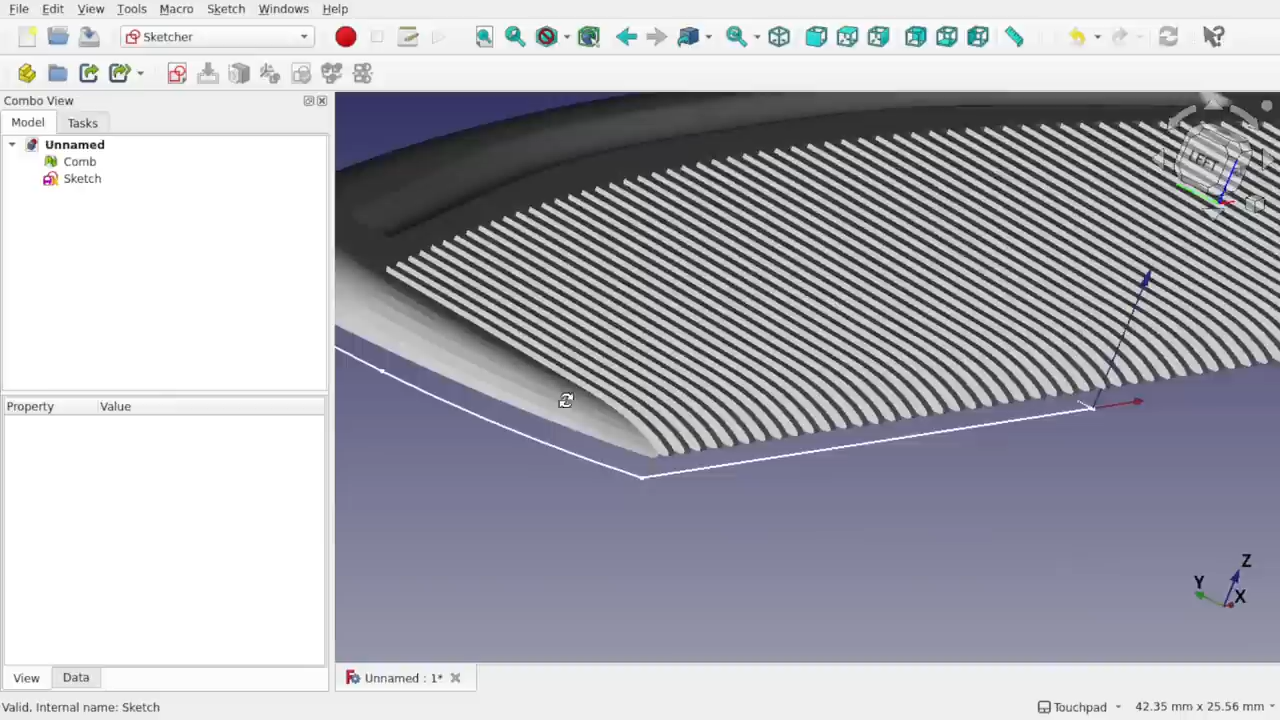 File Edit View Tools Macro Sketch Windows Help
Sketcher
Combo View
Model Tasks
Unnamed
Comb
Sketch
Property Value
LEFT
Z
Y
X
View Data
Unnamed : 1*
Valid, Internal name: Sketch
Touchpad 42.35 mm x 25.56 mm